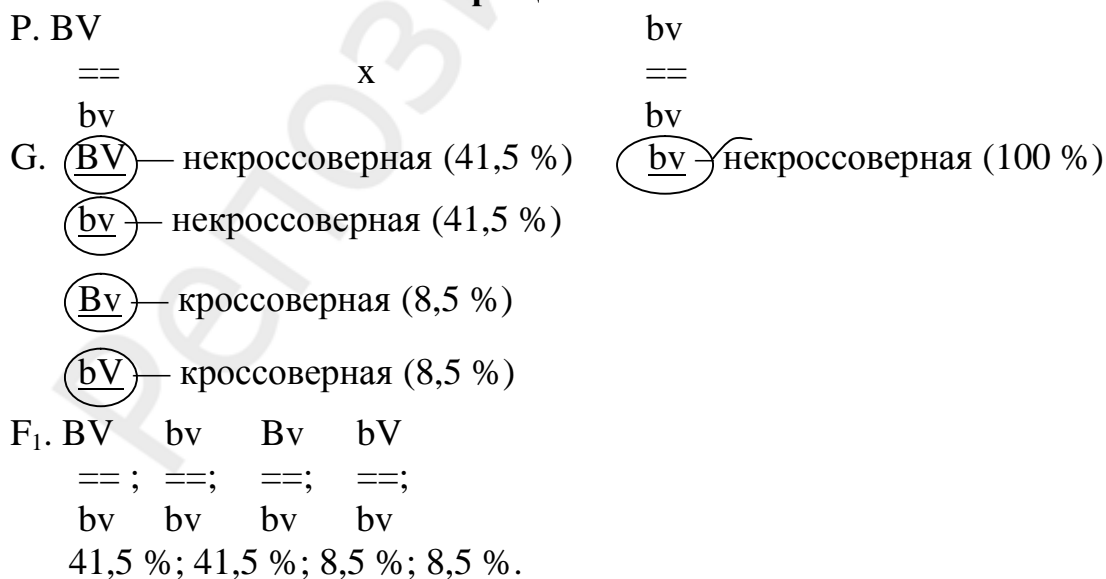 P. BV bv
== x ==
bv bv
G. BV — некроссоверная (41,5 %) bv — некроссоверная (100 %)
bv — некроссоверная (41,5 %)
Bv — кроссоверная (8,5 %)
bV — кроссоверная (8,5 %)
F₁. BV bv Bv bV
== ; ==; ==; ==;
bv bv bv bv
41,5 %; 41,5 %; 8,5 %; 8,5 %.